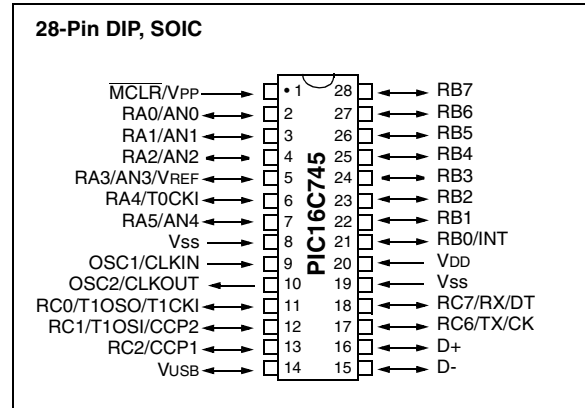 28-Pin DIP, SOIC
MCLR/VPP • 1 28 RB7
RA0/AN0 2 27 RB6
RA1/AN1 3 26 RB5
RA2/AN2 4 25 RB4
RA3/AN3/VREF 5 24 RB3
RA4/T0CKI 6 23 RB2
RA5/AN4 7 22 RB1
Vss 8 21 RB0/INT
OSC1/CLKIN 9 20 VDD
OSC2/CLKOUT 10 19 Vss
RC0/T1OSO/T1CKI 11 18 RC7/RX/DT
RC1/T1OSI/CCP2 12 17 RC6/TX/CK
RC2/CCP1 13 16 D+
VUSB 14 15 D-
PIC16C745